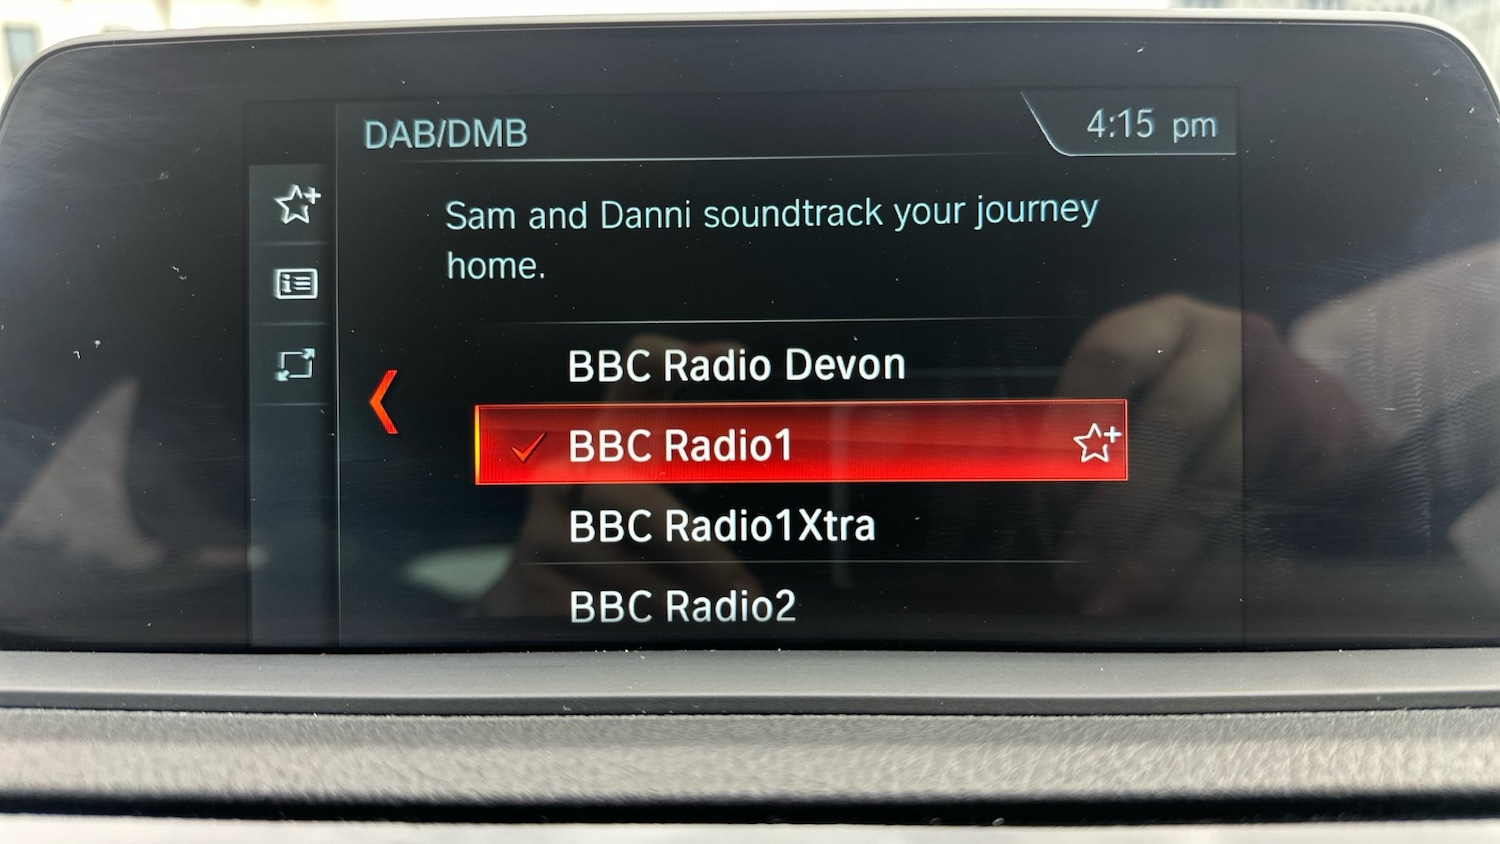 DAB/DMB
4:15 pm
Sam and Danni soundtrack your journey
home.
BBC Radio Devon
BBC Radio1
BBC Radio1Xtra
BBC Radio2